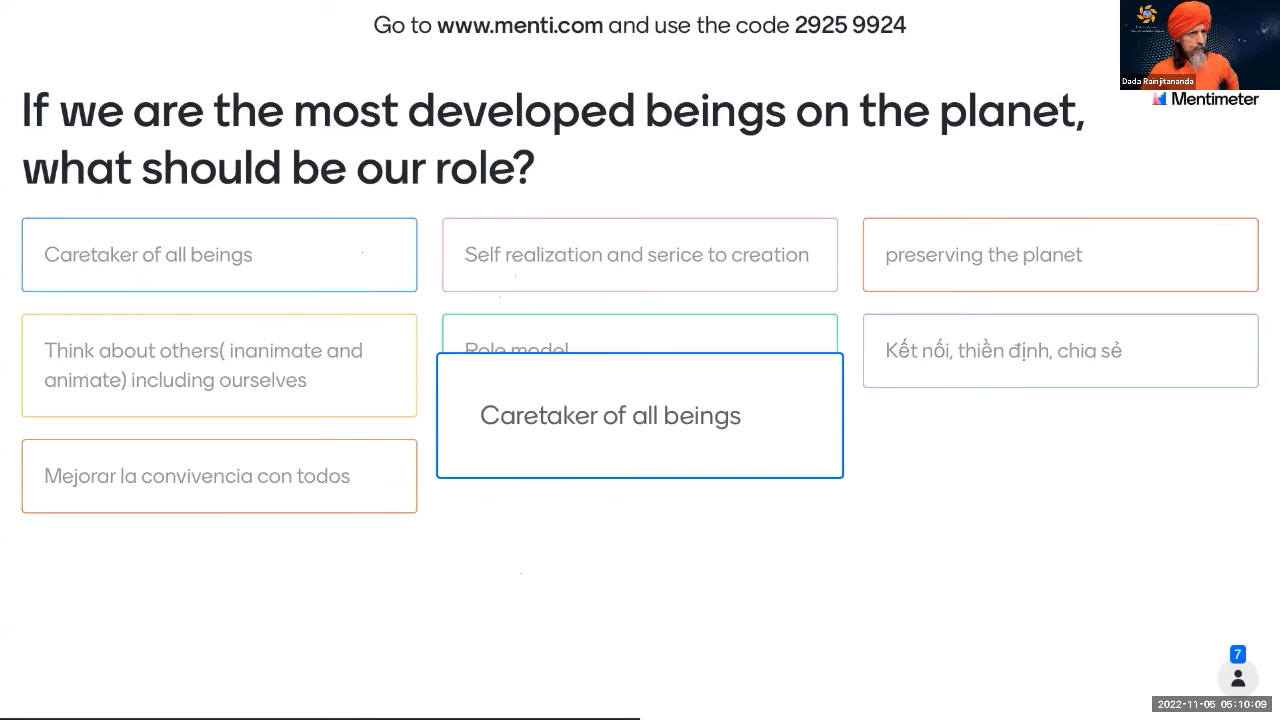 Go to www.menti.com and use the code 2925 9924
Dada Rainjitananda
Mentimeter
If we are the most developed beings on the planet,
what should be our role?
Caretaker of all beings
Self realization and serice to creation
preserving the planet
Think about others( inanimate and
animate) including ourselves
Role model
Kết nối, thiền định, chia sẻ
Caretaker of all beings
Mejorar la convivencia con todos
7
2022-11-05 05:10:09